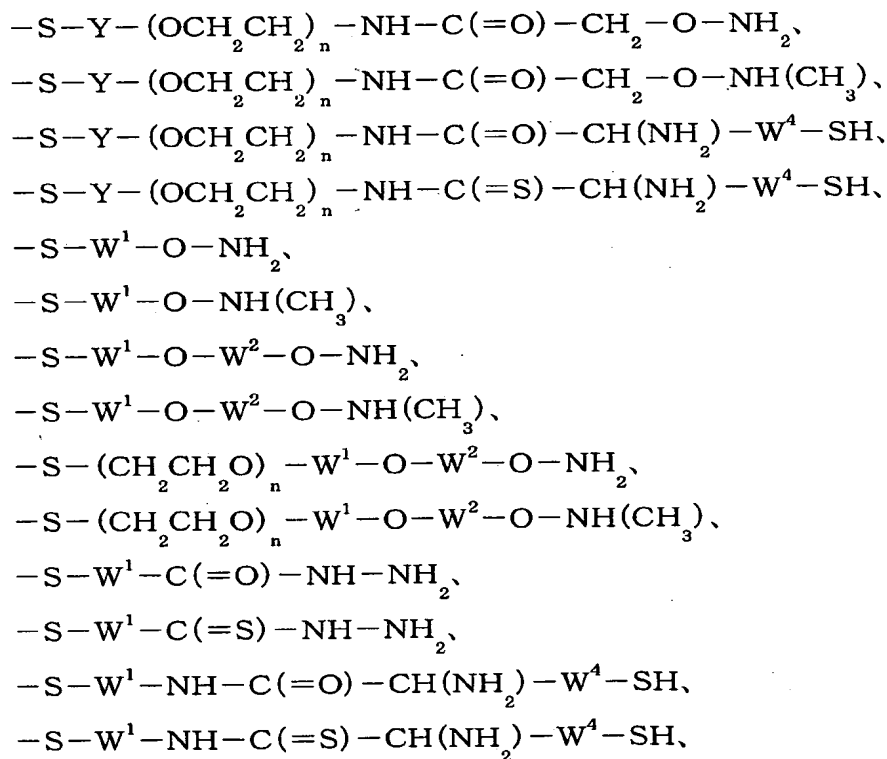 －S－Y－(OCH₂CH₂)ₙ－NH－C(=O)－CH₂－O－NH₂、
－S－Y－(OCH₂CH₂)ₙ－NH－C(=O)－CH₂－O－NH(CH₃)、
－S－Y－(OCH₂CH₂)ₙ－NH－C(=O)－CH(NH₂)－W⁴－SH、
－S－Y－(OCH₂CH₂)ₙ－NH－C(=S)－CH(NH₂)－W⁴－SH、
－S－W¹－O－NH₂、
－S－W¹－O－NH(CH₃)、
－S－W¹－O－W²－O－NH₂、
－S－W¹－O－W²－O－NH(CH₃)、
－S－(CH₂CH₂O)ₙ－W¹－O－W²－O－NH₂、
－S－(CH₂CH₂O)ₙ－W¹－O－W²－O－NH(CH₃)、
－S－W¹－C(=O)－NH－NH₂、
－S－W¹－C(=S)－NH－NH₂、
－S－W¹－NH－C(=O)－CH(NH₂)－W⁴－SH、
－S－W¹－NH－C(=S)－CH(NH₂)－W⁴－SH、